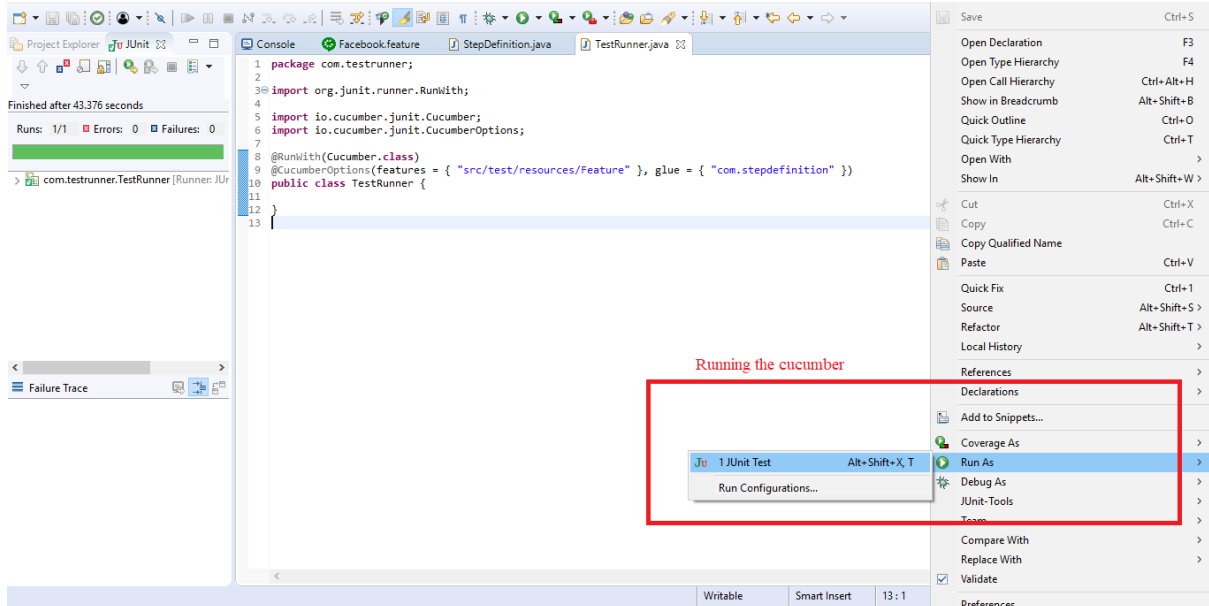 Project Explorer
JUnit
Finished after 43.376 seconds
Runs: 1/1
Errors: 0
Failures: 0
com.testrunner.TestRunner [Runner: JUr
Failure Trace
Console
Facebook.feature
StepDefinition.java
TestRunner.java
1 package com.testrunner;
2
3 import org.junit.runner.RunWith;
4
5 import io.cucumber.junit.Cucumber;
6 import io.cucumber.junit.CucumberOptions;
7
8 @RunWith(Cucumber.class)
9 @CucumberOptions(features = { "src/test/resources/Feature" }, glue = { "com.stepdefinition" })
10 public class TestRunner {
11
12 }
13
Running the cucumber
1 JUnit Test Alt+Shift+X, T
Run Configurations...
Save Ctrl+S
Open Declaration F3
Open Type Hierarchy F4
Open Call Hierarchy Ctrl+Alt+H
Show in Breadcrumb Alt+Shift+B
Quick Outline Ctrl+O
Quick Type Hierarchy Ctrl+T
Open With >
Show In Alt+Shift+W >
Cut Ctrl+X
Copy Ctrl+C
Copy Qualified Name
Paste Ctrl+V
Quick Fix Ctrl+1
Source Alt+Shift+S >
Refactor Alt+Shift+T >
Local History >
References >
Declarations >
Add to Snippets...
Coverage As >
Run As >
Debug As >
JUnit-Tools >
Team >
Compare With >
Replace With >
Validate
Preferences
Writable
Smart Insert
13 : 1